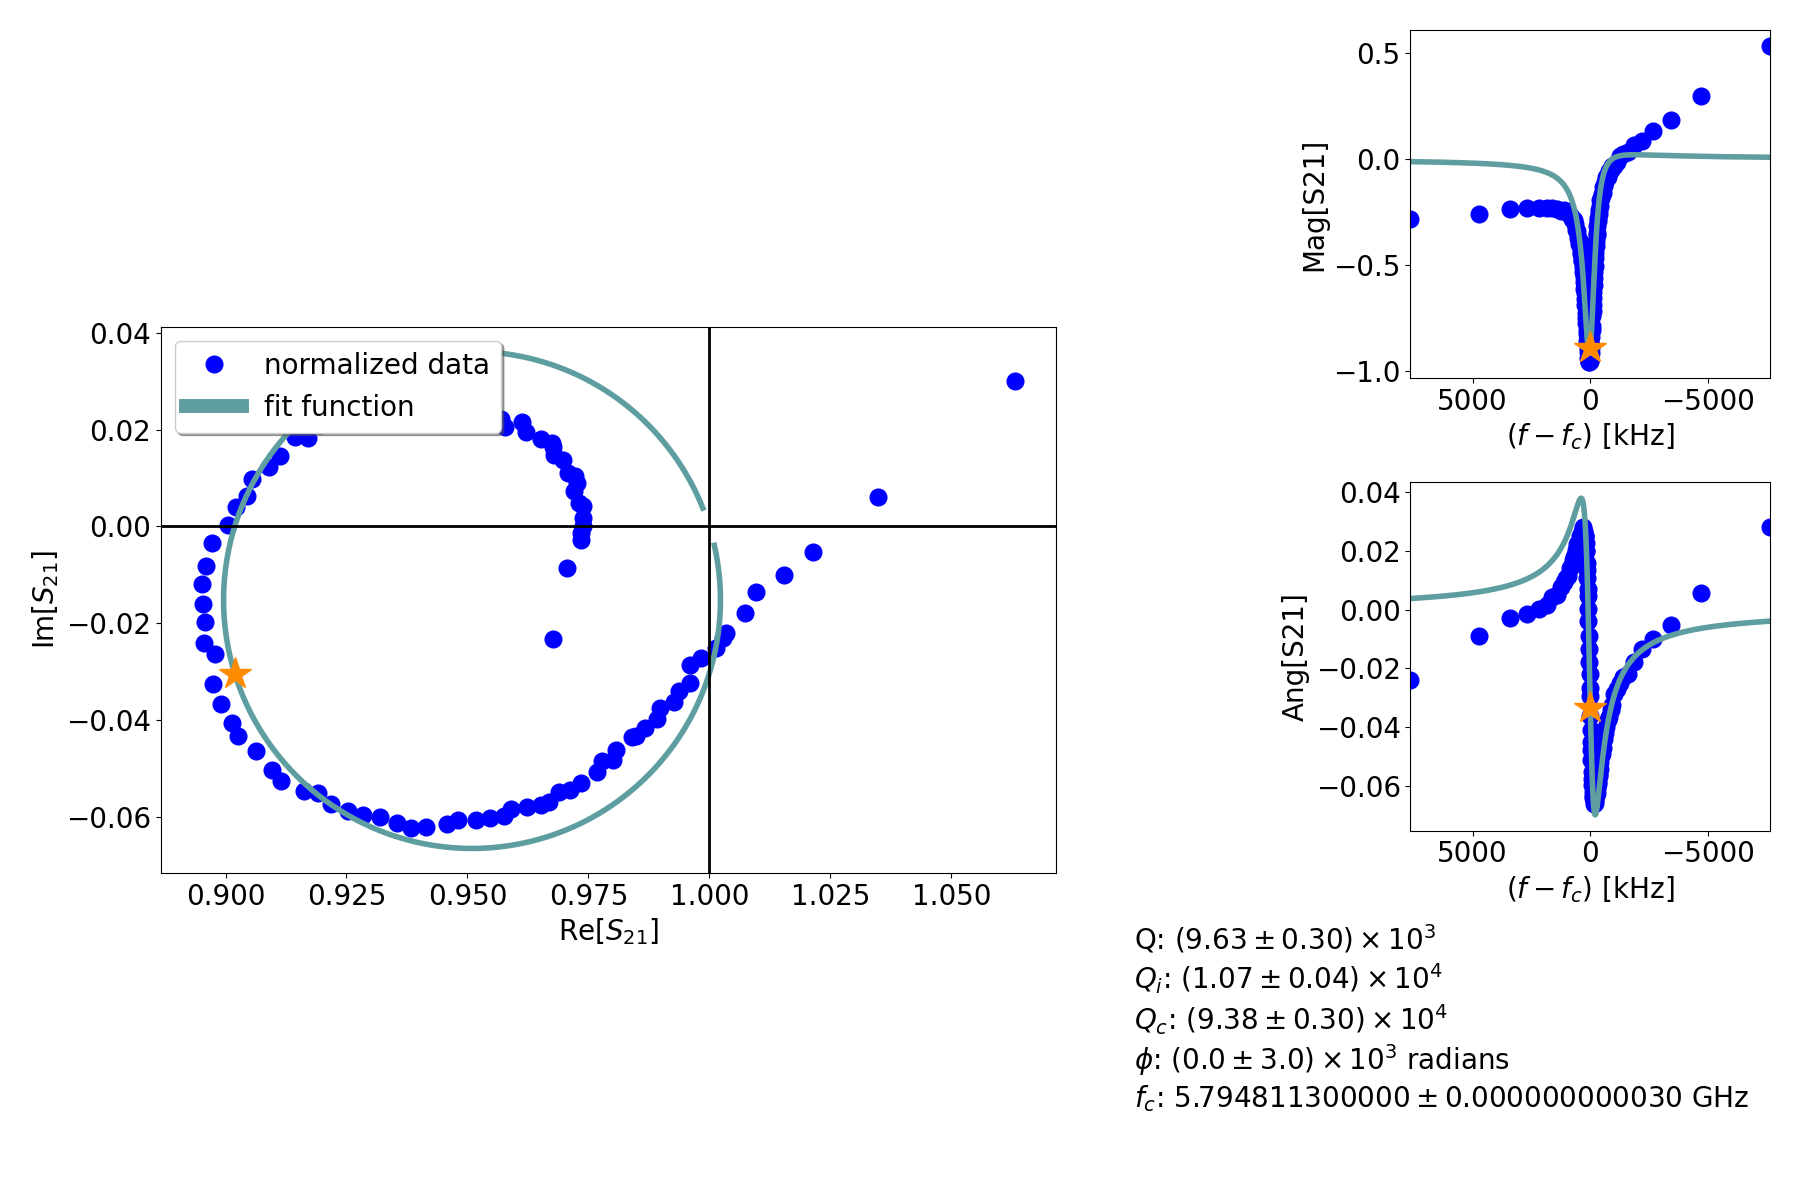 normalized data
fit function
0.04
0.02
0.00
−0.02
−0.04
−0.06
Im[S21]
0.900
0.925
0.950
0.975
1.000
1.025
1.050
Re[S21]
0.5
0.0
−0.5
−1.0
Mag[S21]
5000
0
−5000
(f − fc) [kHz]
0.04
0.02
0.00
−0.02
−0.04
−0.06
Ang[S21]
5000
0
−5000
(f − fc) [kHz]
Q: (9.63 ± 0.30) × 10³
Qi: (1.07 ± 0.04) × 10⁴
Qc: (9.38 ± 0.30) × 10⁴
ϕ: (0.0 ± 3.0) × 10³ radians
fc: 5.794811300000 ± 0.000000000030 GHz